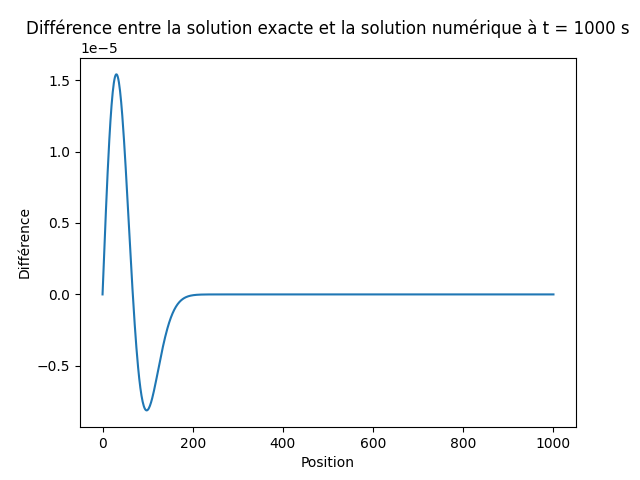 Différence entre la solution exacte et la solution numérique à t = 1000 s
1e−5
1.5
1.0
0.5
0.0
−0.5
Différence
0 200 400 600 800 1000
Position